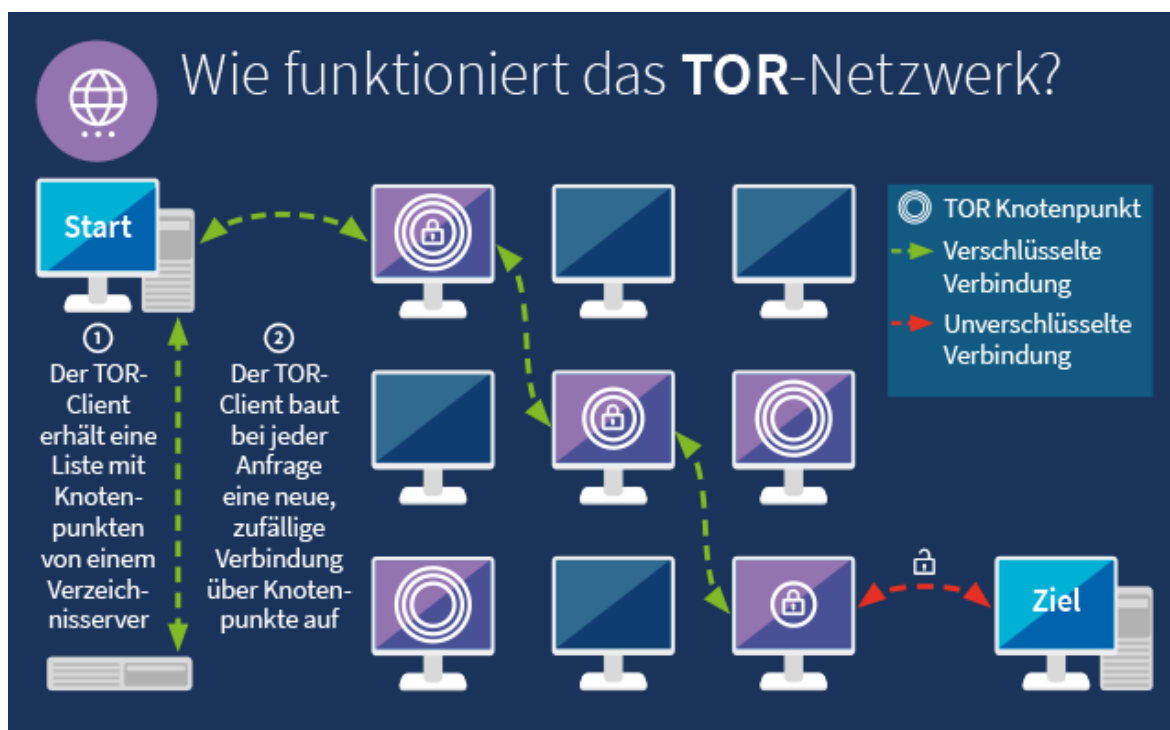 Wie funktioniert das TOR-Netzwerk?
Start
TOR Knotenpunkt
Verschlüsselte
Verbindung
Unverschlüsselte
Verbindung
1
Der TOR-
Client
erhält eine
Liste mit
Knoten-
punkten
von einem
Verzeich-
nisserver
2
Der TOR-
Client baut
bei jeder
Anfrage
eine neue,
zufällige
Verbindung
über Knoten-
punkte auf
Ziel